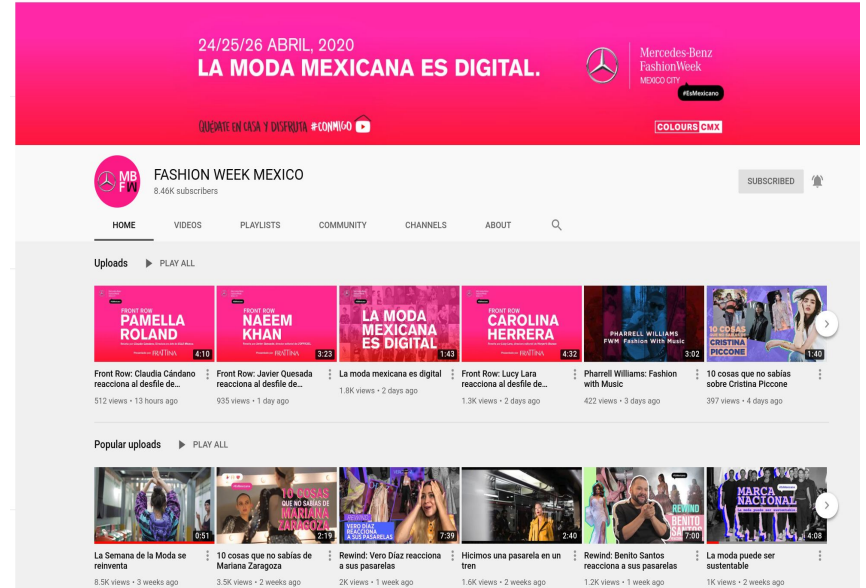 24/25/26 ABRIL, 2020
LA MODA MEXICANA ES DIGITAL.
Mercedes-Benz
FashionWeek
MEXICO CITY
#EsMexicano
QUÉDATE EN CASA Y DISFRUTA #CONMIGO
COLOURS CMX
MB
FW
FASHION WEEK MEXICO
8.46K subscribers
SUBSCRIBED
HOME VIDEOS PLAYLISTS COMMUNITY CHANNELS ABOUT
Uploads PLAY ALL
FRONT ROW
PAMELLA
ROLAND
BRATTINA
4:10
FRONT ROW
NAEEM
KHAN
BRATTINA
3:23
LA MODA
MEXICANA
ES DIGITAL
1:43
FRONT ROW
CAROLINA
HERRERA
BRATTINA
4:32
PHARRELL WILLIAMS
FWM Fashion With Music
3:02
10 COSAS
QUE NO SABÍAS DE
CRISTINA
PICCONE
1:40
Front Row: Claudia Cándano
reacciona al desfile de...
512 views • 13 hours ago
Front Row: Javier Quesada
reacciona al desfile de...
935 views • 1 day ago
La moda mexicana es digital
1.8K views • 2 days ago
Front Row: Lucy Lara
reacciona al desfile de...
1.3K views • 2 days ago
Pharrell Williams: Fashion
with Music
422 views • 3 days ago
10 cosas que no sabías
sobre Cristina Piccone
397 views • 4 days ago
Popular uploads PLAY ALL
0:51
10 COSAS
QUE NO SABÍAS DE
MARIANA
ZARAGOZA
2:19
REWIND
VERO DÍAZ
REACCIONA
A SUS PASARELAS
7:39
2:40
REWIND
BENITO
SANTOS
7:00
MARCA
NACIONAL
la moda puede ser sustentable
4:08
La Semana de la Moda se
reinventa
8.5K views • 3 weeks ago
10 cosas que no sabías de
Mariana Zaragoza
3.5K views • 2 weeks ago
Rewind: Vero Díaz reacciona
a sus pasarelas
2K views • 1 week ago
Hicimos una pasarela en un
tren
1.6K views • 2 weeks ago
Rewind: Benito Santos
reacciona a sus pasarelas
1.2K views • 1 week ago
La moda puede ser
sustentable
1K views • 2 weeks ago